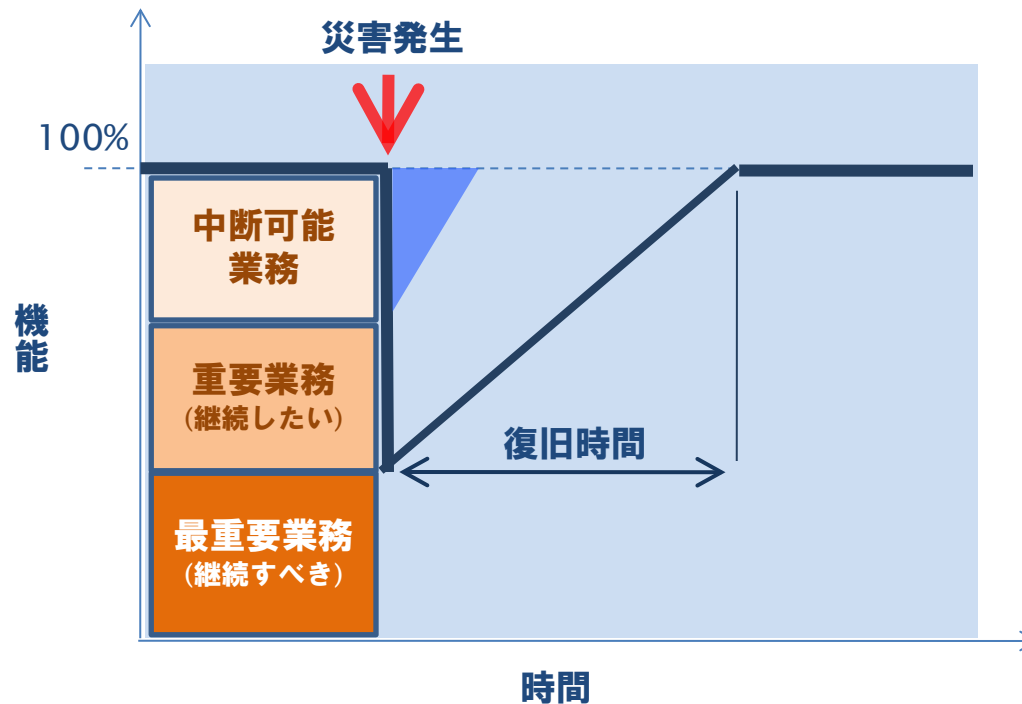 災害発生
100%
中断可能
業務
機能
重要業務
(継続したい)
復旧時間
最重要業務
(継続すべき)
時間